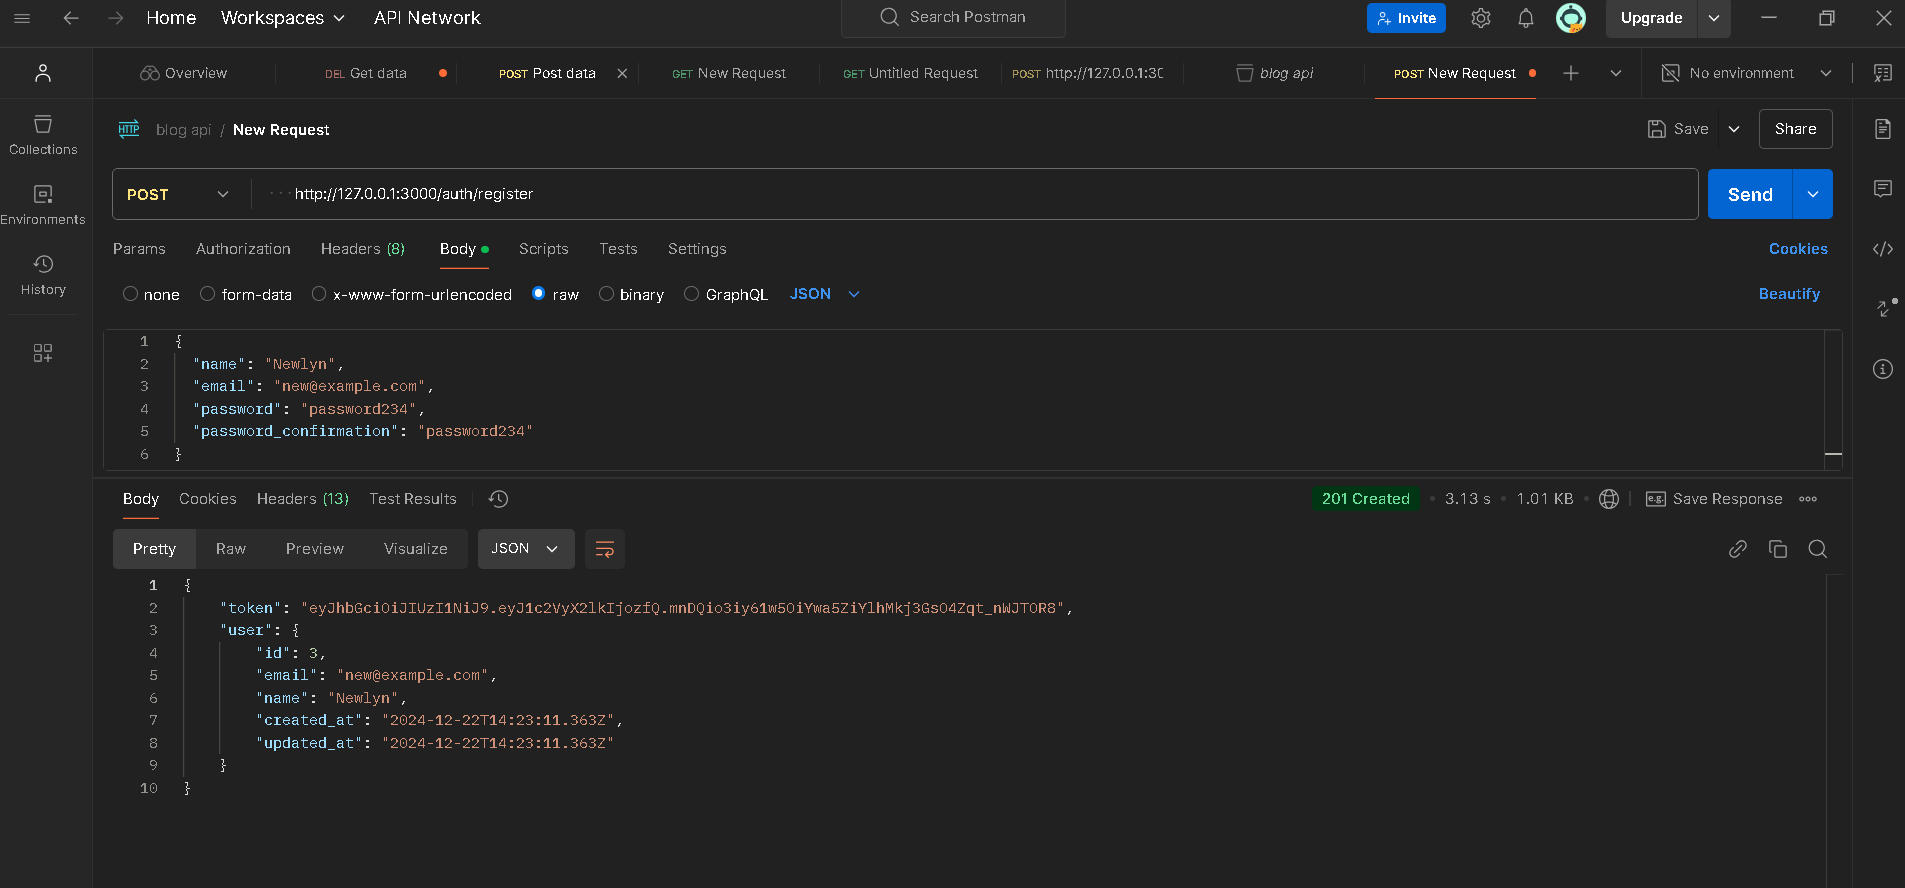 Home Workspaces API Network Search Postman Invite Upgrade
Overview DEL Get data POST Post data GET New Request GET Untitled Request POST http://127.0.0.1:30 blog api POST New Request No environment
HTTP blog api / New Request Save Share
Collections
POST http://127.0.0.1:3000/auth/register Send
Environments
Params Authorization Headers (8) Body Scripts Tests Settings Cookies
History
none form-data x-www-form-urlencoded raw binary GraphQL JSON Beautify
1 {
2 "name": "Newlyn",
3 "email": "new@example.com",
4 "password": "password234",
5 "password_confirmation": "password234"
6 }
Body Cookies Headers (13) Test Results 201 Created 3.13 s 1.01 KB e.g. Save Response
Pretty Raw Preview Visualize JSON
1 {
2 "token": "eyJhbGciOiJIUzI1NiJ9.eyJ1c2VyX2lkIjozfQ.mnDQio3iy61w5OiYwa5ZiYlhMkj3GsO4Zqt_nWJTOR8",
3 "user": {
4 "id": 3,
5 "email": "new@example.com",
6 "name": "Newlyn",
7 "created_at": "2024-12-22T14:23:11.363Z",
8 "updated_at": "2024-12-22T14:23:11.363Z"
9 }
10 }